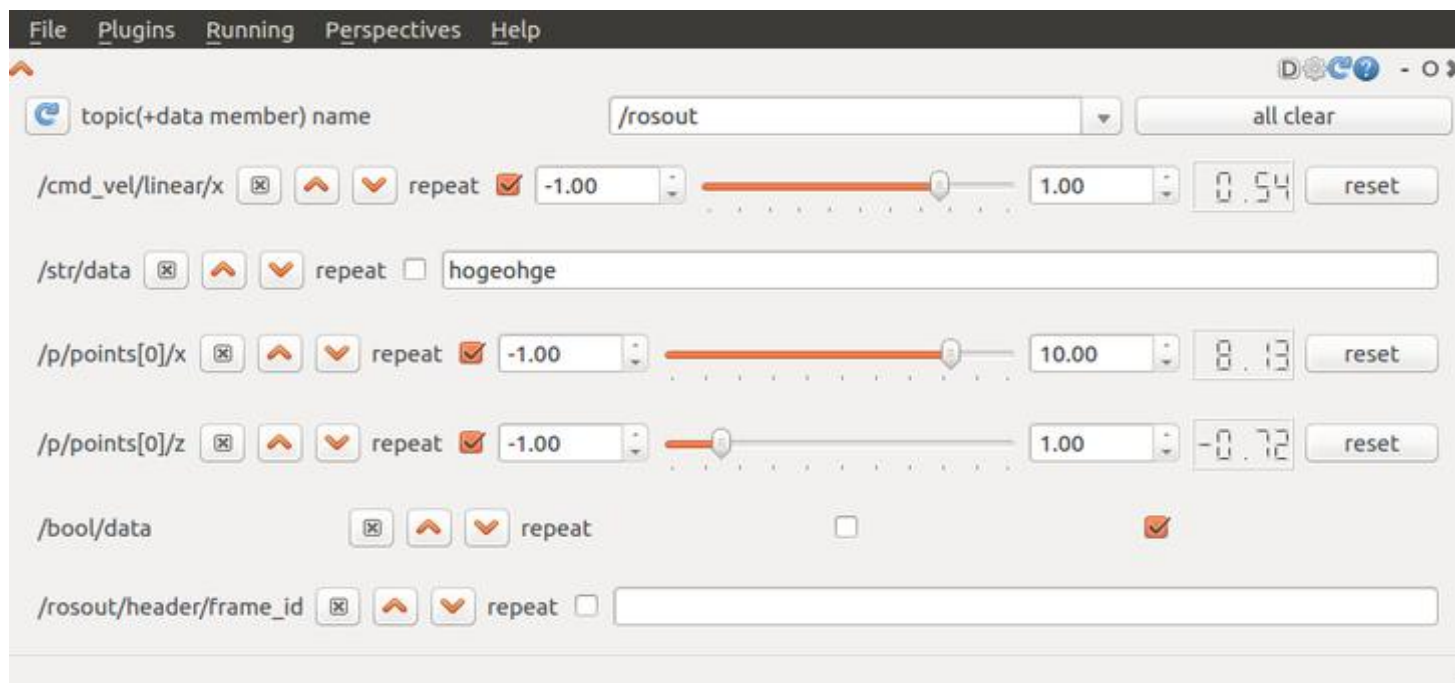 File Plugins Running Perspectives Help
D - O
topic(+data member) name /rosout all clear
/cmd_vel/linear/x repeat -1.00 1.00 0.54 reset
/str/data repeat hogeohge
/p/points[0]/x repeat -1.00 10.00 8.13 reset
/p/points[0]/z repeat -1.00 1.00 -0.72 reset
/bool/data repeat
/rosout/header/frame_id repeat